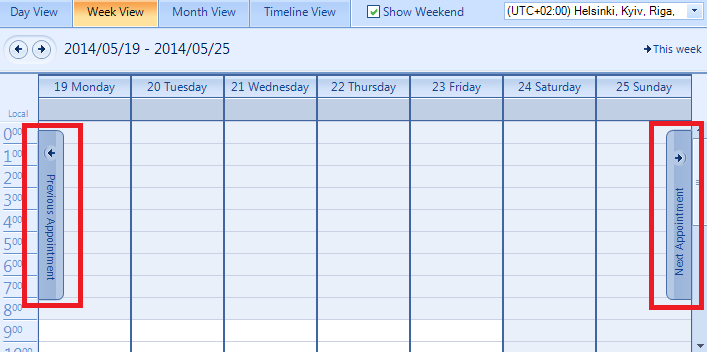 Day View Week View Month View Timeline View Show Weekend (UTC+02:00) Helsinki, Kyiv, Riga,
2014/05/19 - 2014/05/25 This week
19 Monday 20 Tuesday 21 Wednesday 22 Thursday 23 Friday 24 Saturday 25 Sunday
Local
0 00
1 00
2 00
3 00
4 00
5 00
6 00
7 00
8 00
9 00
10 00
Previous Appointment
Next Appointment